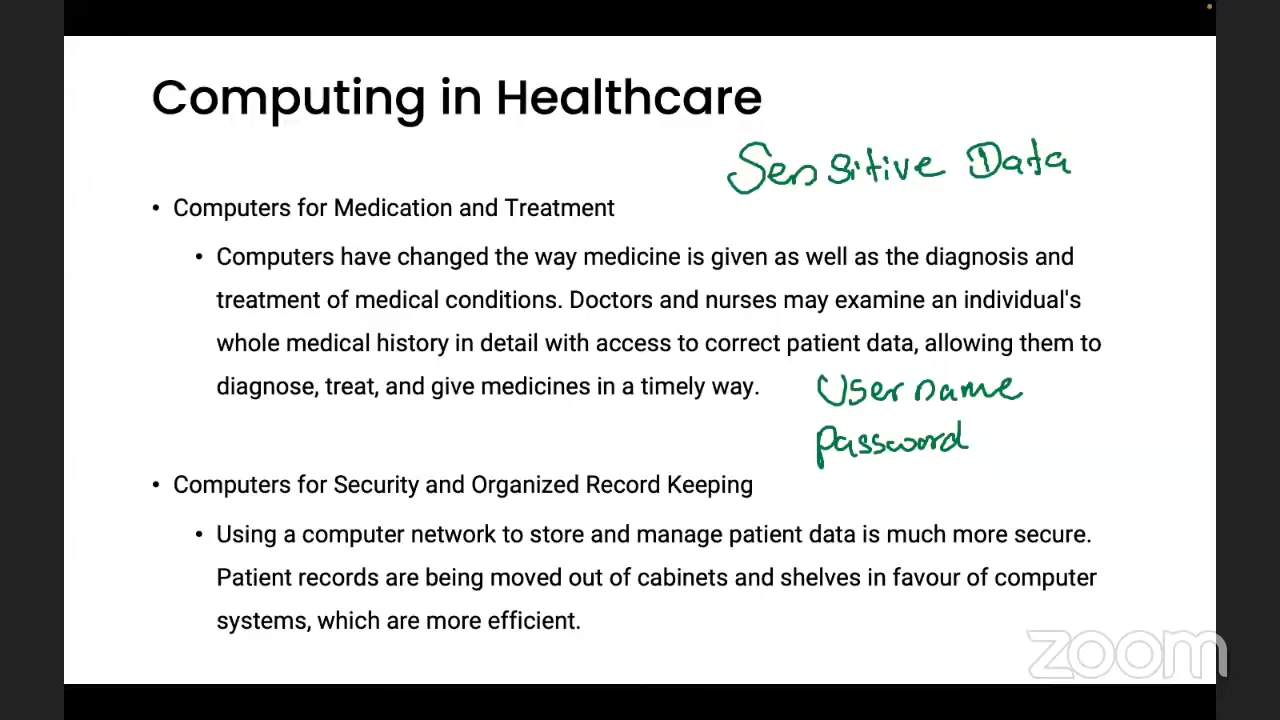 Computing in Healthcare
Sensitive Data
• Computers for Medication and Treatment
• Computers have changed the way medicine is given as well as the diagnosis and
treatment of medical conditions. Doctors and nurses may examine an individual's
whole medical history in detail with access to correct patient data, allowing them to
diagnose, treat, and give medicines in a timely way.
Username
password
• Computers for Security and Organized Record Keeping
• Using a computer network to store and manage patient data is much more secure.
Patient records are being moved out of cabinets and shelves in favour of computer
systems, which are more efficient.
zoom